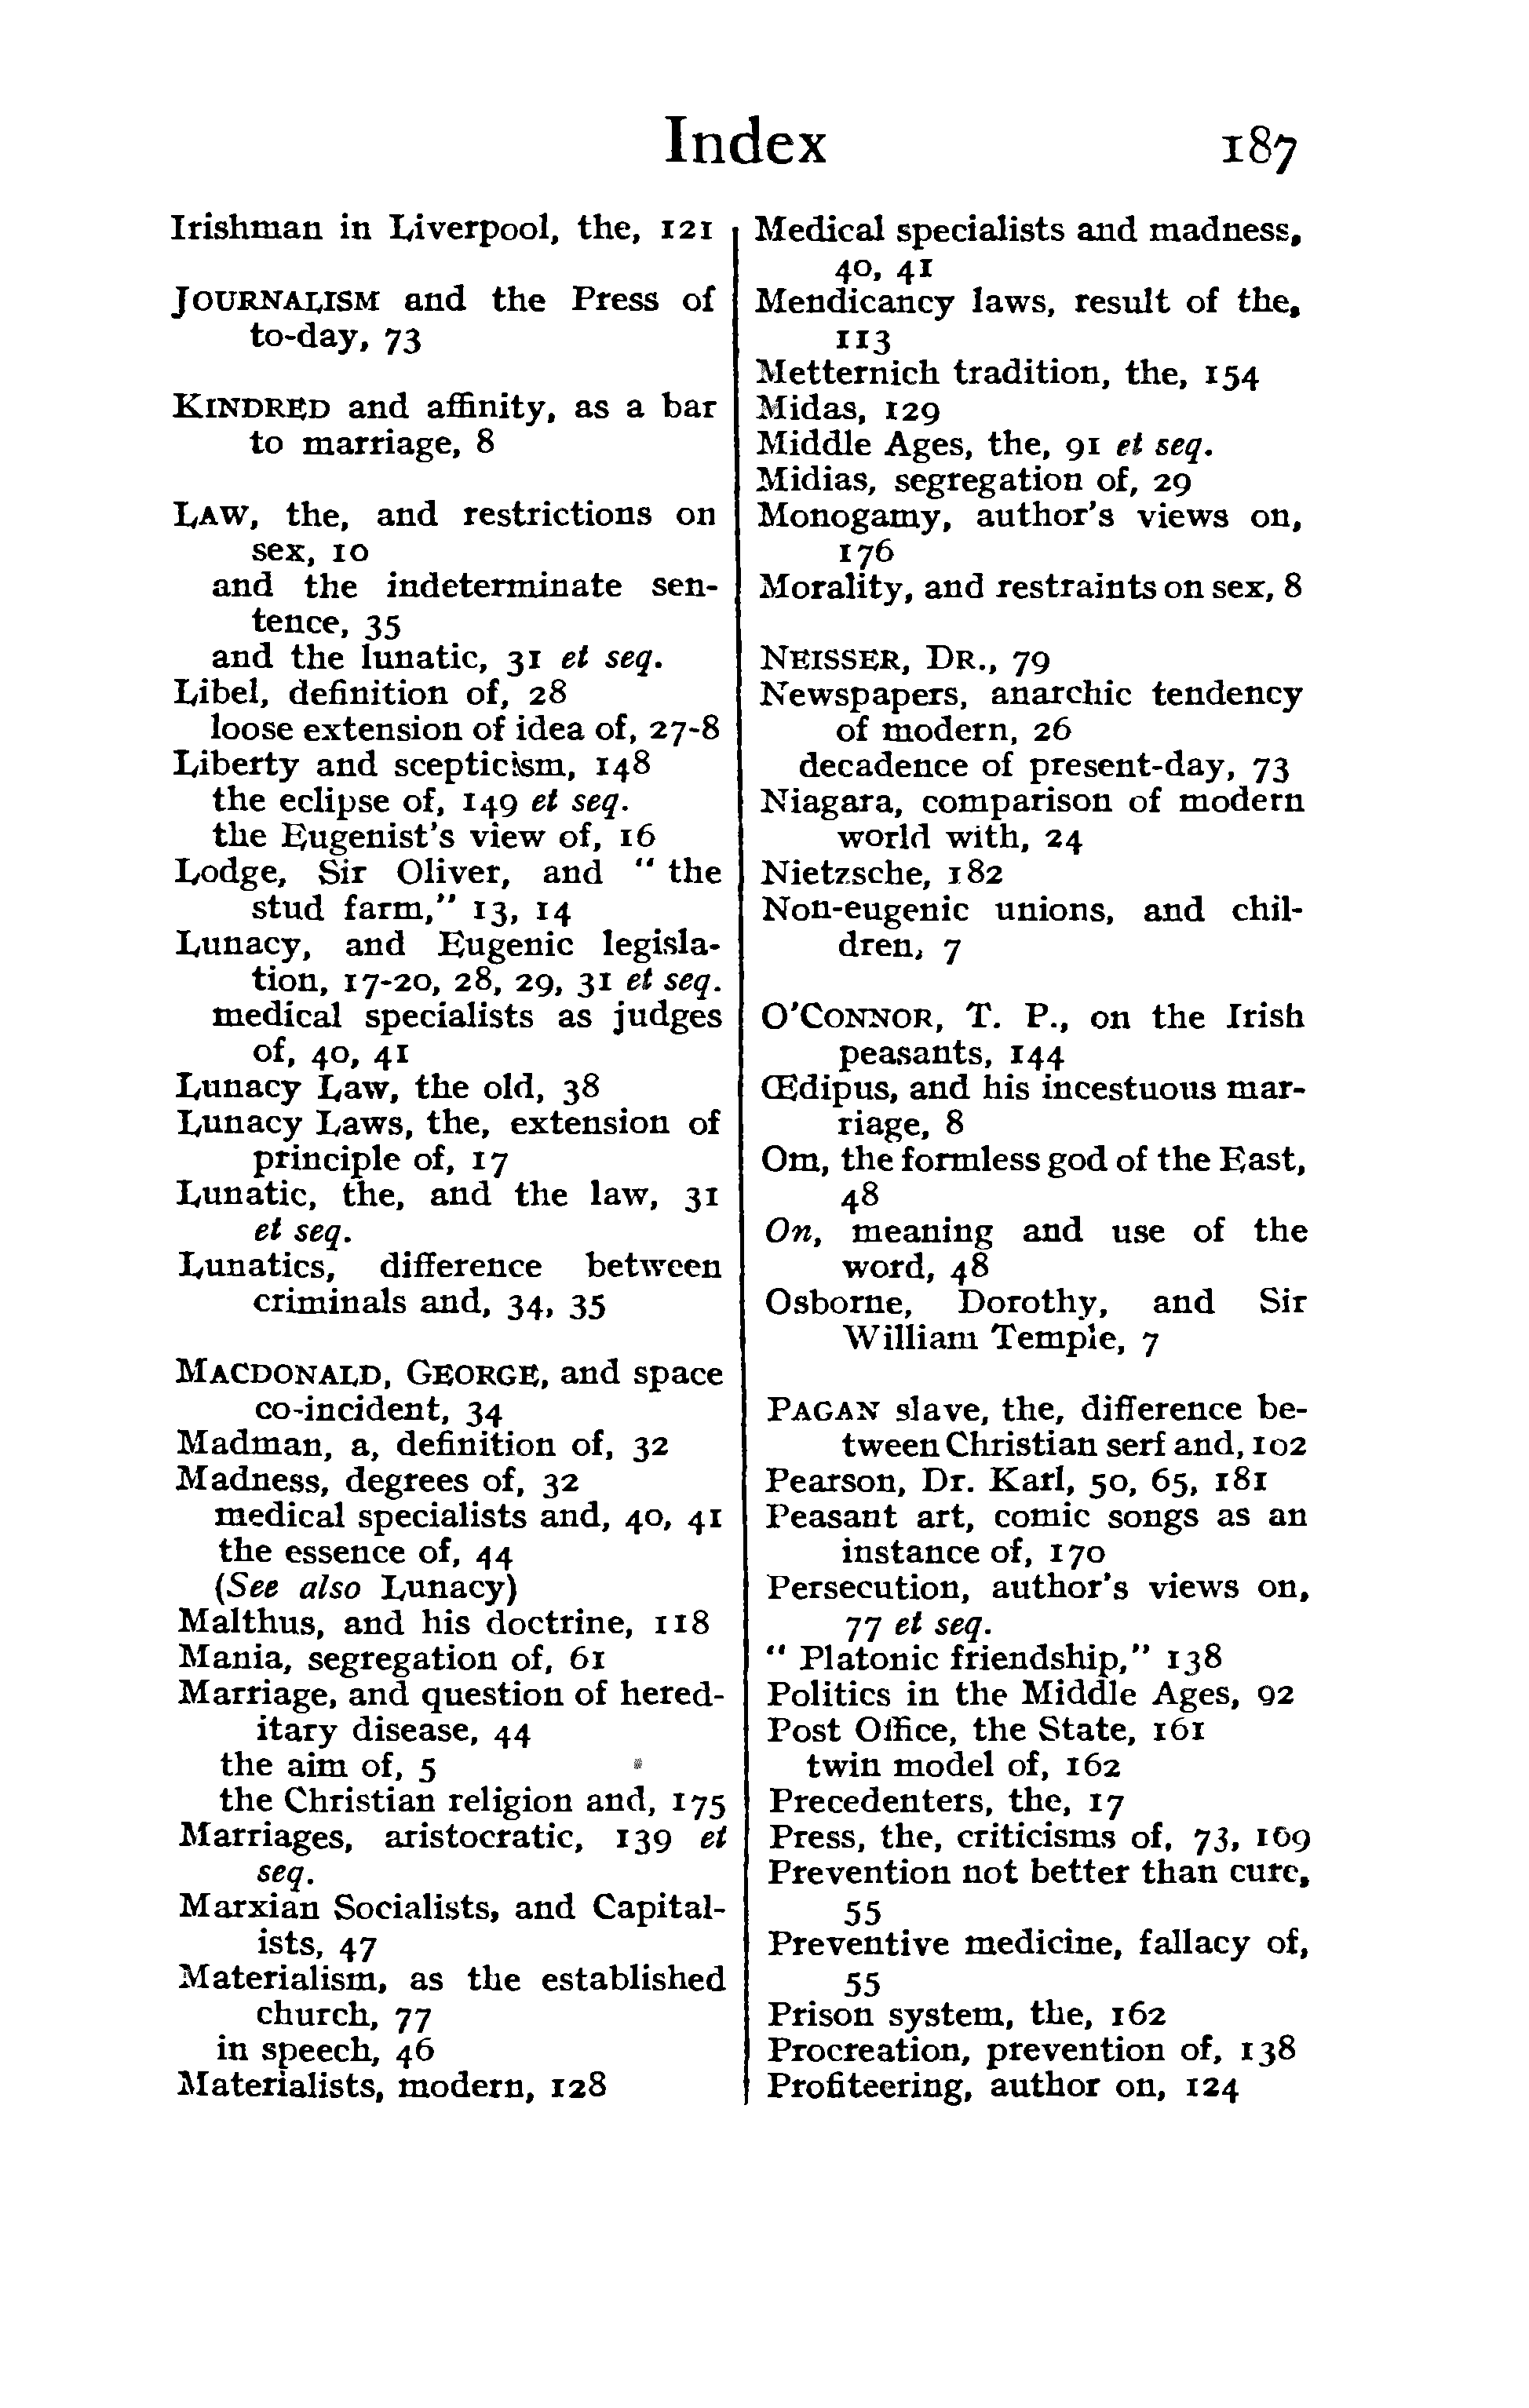 Index 187
Irishman in Liverpool, the, 121
JOURNALISM and the Press of
to-day, 73
KINDRED and affinity, as a bar
to marriage, 8
LAW, the, and restrictions on
sex, 10
and the indeterminate sen-
tence, 35
and the lunatic, 31 et seq.
Libel, definition of, 28
loose extension of idea of, 27-8
Liberty and scepticism, 148
the eclipse of, 149 et seq.
the Eugenist's view of, 16
Lodge, Sir Oliver, and " the
stud farm," 13, 14
Lunacy, and Eugenic legisla-
tion, 17-20, 28, 29, 31 et seq.
medical specialists as judges
of, 40, 41
Lunacy Law, the old, 38
Lunacy Laws, the, extension of
principle of, 17
Lunatic, the, and the law, 31
et seq.
Lunatics, difference between
criminals and, 34, 35
MACDONALD, GEORGE, and space
co-incident, 34
Madman, a, definition of, 32
Madness, degrees of, 32
medical specialists and, 40, 41
the essence of, 44
(See also Lunacy)
Malthus, and his doctrine, 118
Mania, segregation of, 61
Marriage, and question of hered-
itary disease, 44
the aim of, 5
the Christian religion and, 175
Marriages, aristocratic, 139 et
seq.
Marxian Socialists, and Capital-
ists, 47
Materialism, as the established
church, 77
in speech, 46
Materialists, modern, 128
Medical specialists and madness,
40, 41
Mendicancy laws, result of the,
113
Metternich tradition, the, 154
Midas, 129
Middle Ages, the, 91 et seq.
Midias, segregation of, 29
Monogamy, author's views on,
176
Morality, and restraints on sex, 8
NEISSER, DR., 79
Newspapers, anarchic tendency
of modern, 26
decadence of present-day, 73
Niagara, comparison of modern
world with, 24
Nietzsche, 182
Non-eugenic unions, and chil-
dren, 7
O'CONNOR, T. P., on the Irish
peasants, 144
Œdipus, and his incestuous mar-
riage, 8
Om, the formless god of the East,
48
On, meaning and use of the
word, 48
Osborne, Dorothy, and Sir
William Temple, 7
PAGAN slave, the, difference be-
tween Christian serf and, 102
Pearson, Dr. Karl, 50, 65, 181
Peasant art, comic songs as an
instance of, 170
Persecution, author's views on,
77 et seq.
" Platonic friendship," 138
Politics in the Middle Ages, 92
Post Office, the State, 161
twin model of, 162
Precedenters, the, 17
Press, the, criticisms of, 73, 169
Prevention not better than cure,
55
Preventive medicine, fallacy of,
55
Prison system, the, 162
Procreation, prevention of, 138
Profiteering, author on, 124